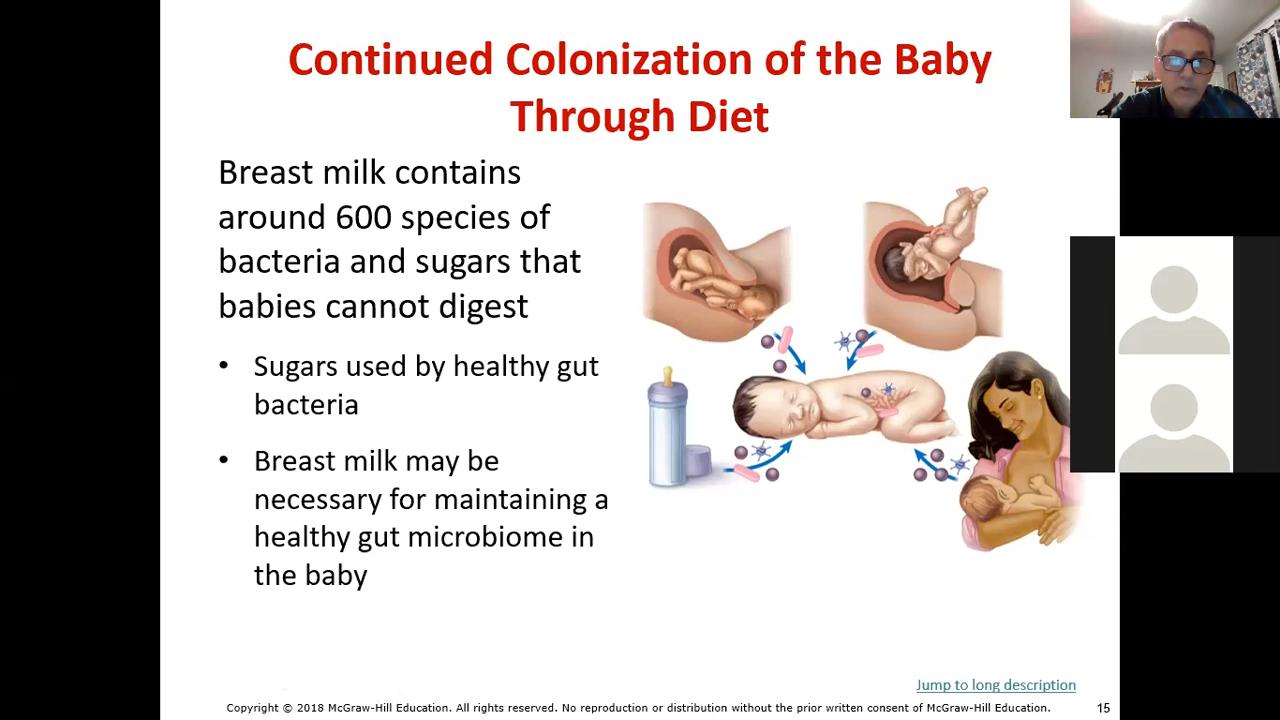 Continued Colonization of the Baby
Through Diet
Breast milk contains
around 600 species of
bacteria and sugars that
babies cannot digest
• Sugars used by healthy gut
bacteria
• Breast milk may be
necessary for maintaining a
healthy gut microbiome in
the baby
Jump to long description
Copyright © 2018 McGraw-Hill Education. All rights reserved. No reproduction or distribution without the prior written consent of McGraw-Hill Education.
15